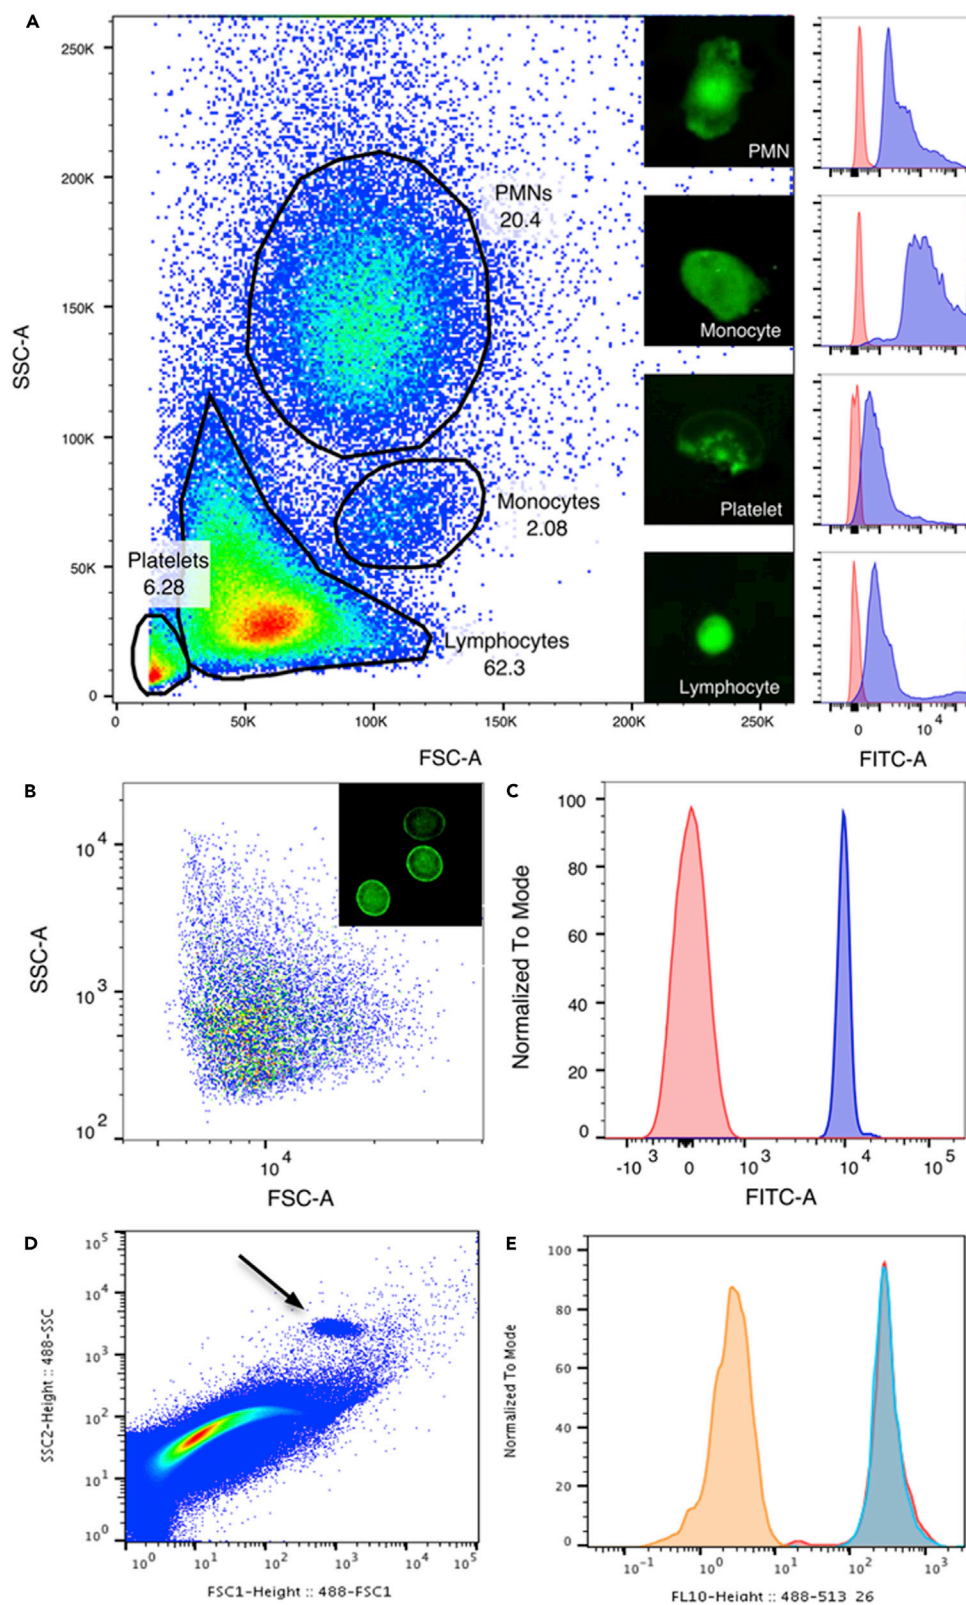 A
250K
200K
150K
100K
50K
0
SSC-A
PMNs
20.4
Monocytes
2.08
Platelets
6.28
Lymphocytes
62.3
0 50K 100K 150K 200K 250K
FSC-A
PMN
Monocyte
Platelet
Lymphocyte
0 10 4
FITC-A
B
10 4
10 3
10 2
SSC-A
10 4
FSC-A
C
100
80
60
40
20
0
Normalized To Mode
-10 3 0 10 3 10 4 10 5
FITC-A
D
10 5
10 4
10 3
10 2
10 1
10 0
SSC2-Height :: 488-SSC
10 0 10 1 10 2 10 3 10 4 10 5
FSC1-Height :: 488-FSC1
E
100
80
60
40
20
0
Normalized To Mode
10 -1 10 0 10 1 10 2 10 3
FL10-Height :: 488-513_26